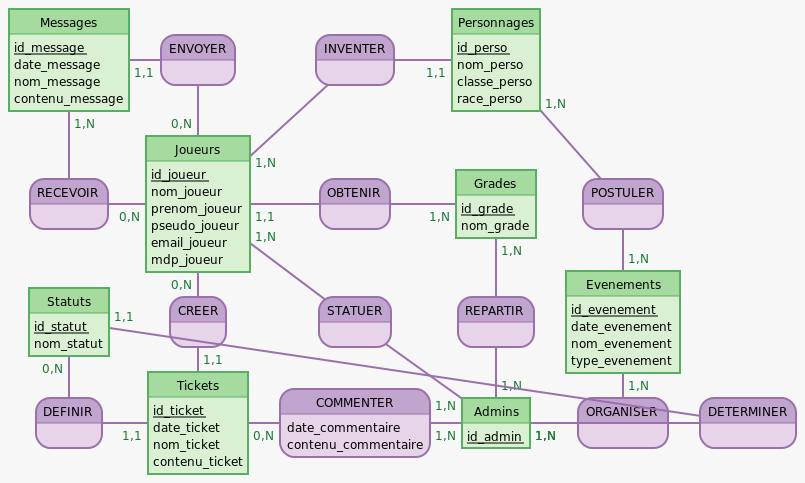 Messages
id_message
date_message
nom_message
contenu_message
1,1
ENVOYER
0,N
INVENTER
1,1
1,N
Personnages
id_perso
nom_perso
classe_perso
race_perso
1,N
1,N
RECEVOIR
0,N
Joueurs
id_joueur
nom_joueur
prenom_joueur
pseudo_joueur
email_joueur
mdp_joueur
1,1
1,N
0,N
OBTENIR
1,N
Grades
id_grade
nom_grade
1,N
POSTULER
1,N
Evenements
id_evenement
date_evenement
nom_evenement
type_evenement
1,N
Statuts
id_statut
nom_statut
1,1
0,N
CREER
1,1
STATUER
REPARTIR
1,N
DEFINIR
1,1
Tickets
id_ticket
date_ticket
nom_ticket
contenu_ticket
0,N
COMMENTER
date_commentaire
contenu_commentaire
1,N
1,N
Admins
id_admin
1,N
ORGANISER
DETERMINER